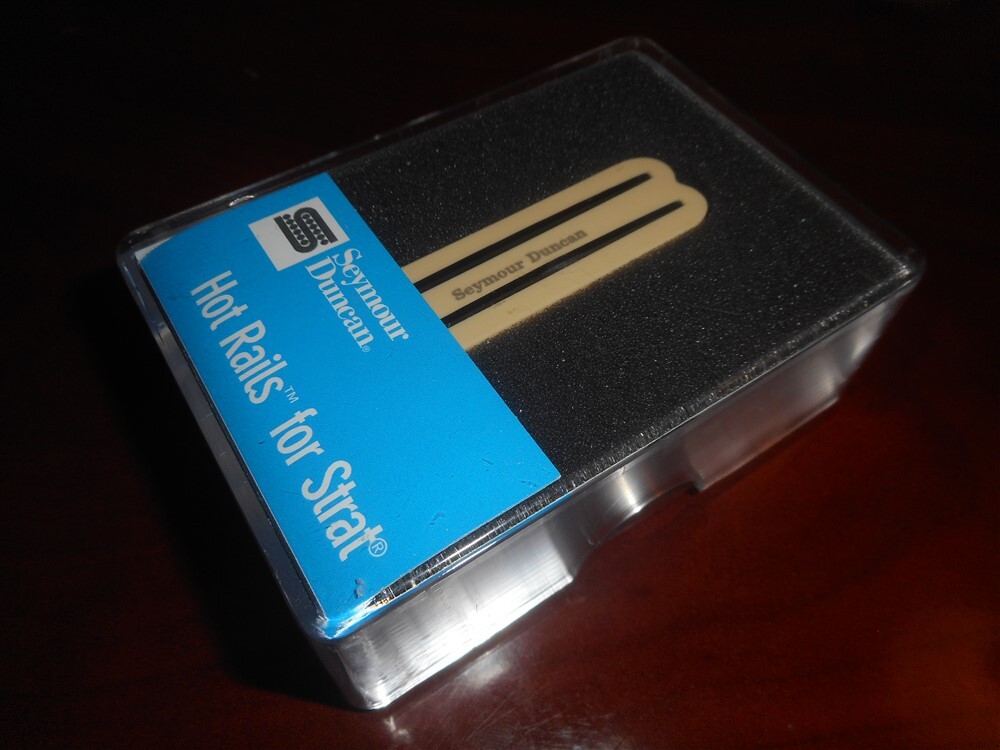 Seymour
Duncan®
Hot Rails™ for Strat®
Seymour Duncan